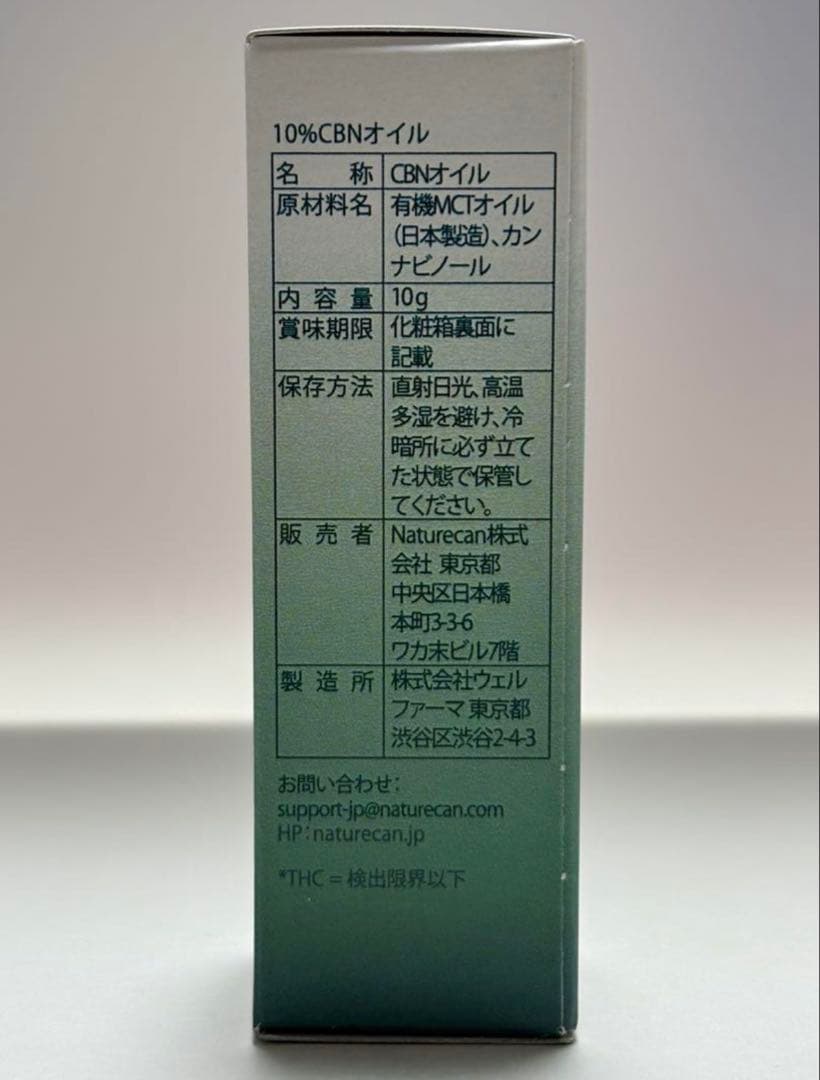 10%CBNオイル
名称 CBNオイル
原材料名 有機MCTオイル
(日本製造)、カン
ナビノール
内容量 10g
賞味期限 化粧箱裏面に
記載
保存方法 直射日光、高温
多湿を避け、冷
暗所に必ず立て
た状態で保管し
てください。
販売者 Naturecan株式
会社 東京都
中央区日本橋
本町3-3-6
ワカ末ビル7階
製造所 株式会社ウェル
ファーマ 東京都
渋谷区渋谷2-4-3
お問い合わせ:
support-jp@naturecan.com
HP:naturecan.jp
*THC = 検出限界以下